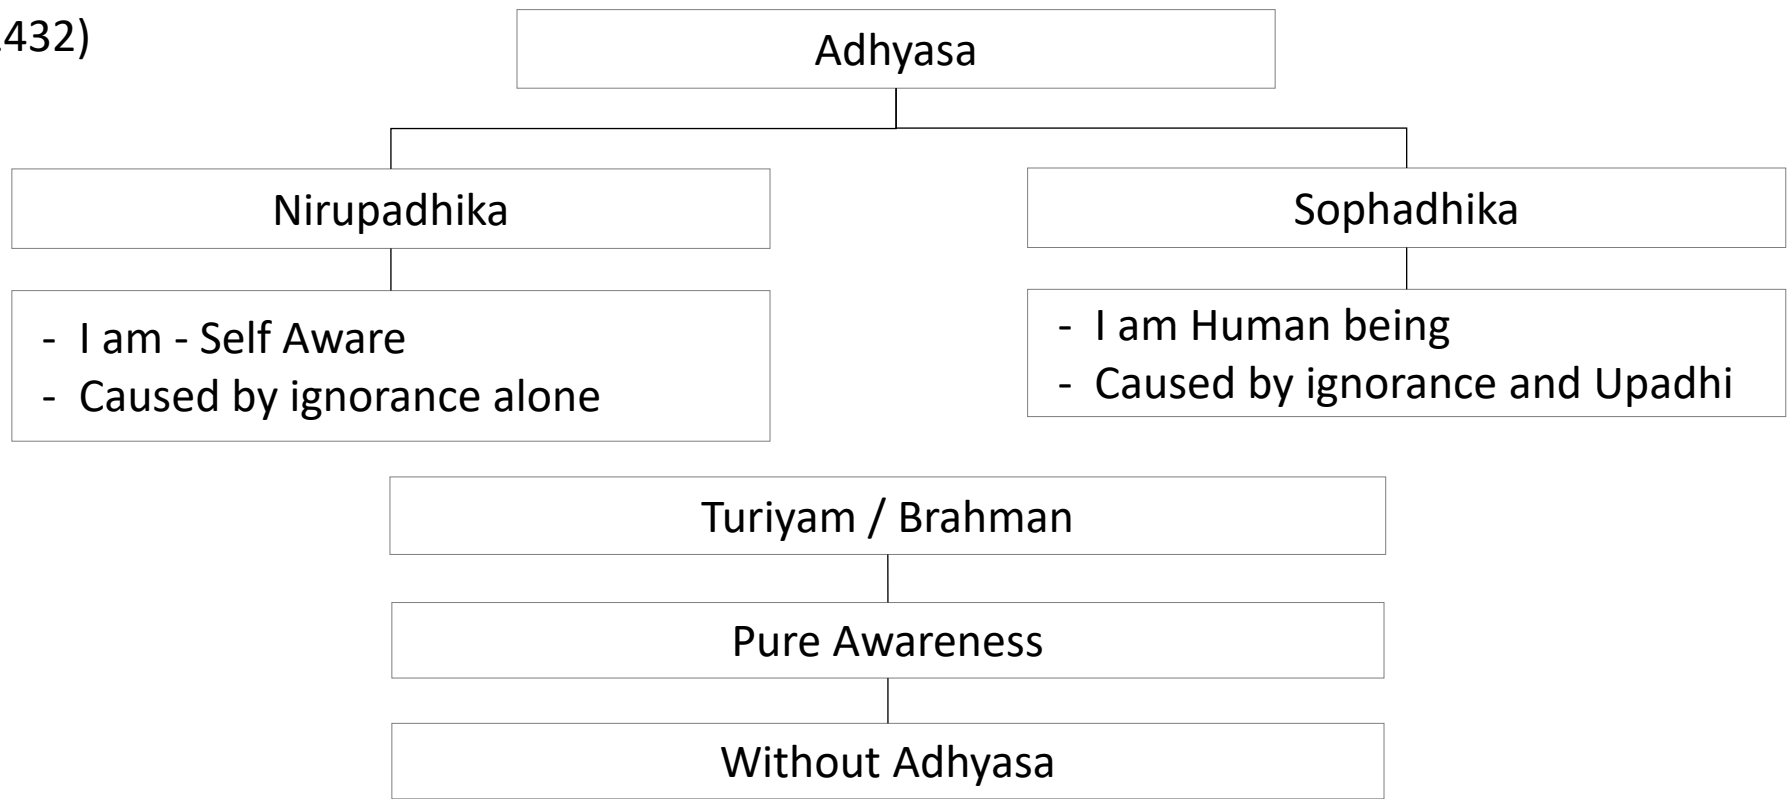 432)
Adhyasa
Nirupadhika
Sophadhika
- I am - Self Aware
- Caused by ignorance alone
- I am Human being
- Caused by ignorance and Upadhi
Turiyam / Brahman
Pure Awareness
Without Adhyasa